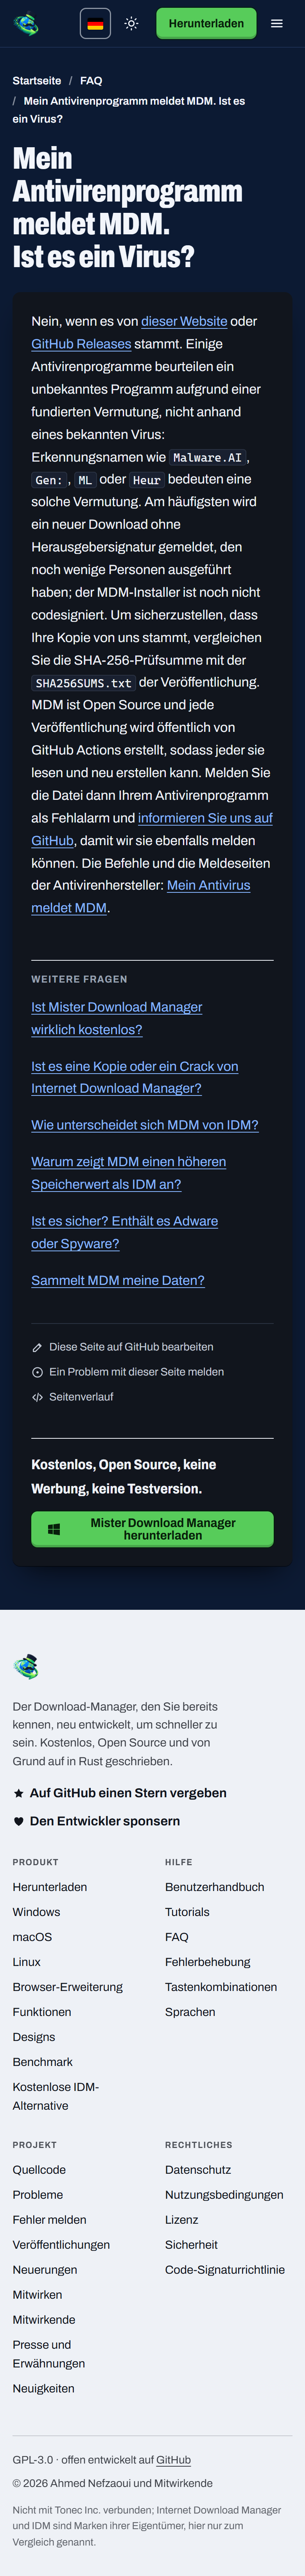 Herunterladen
Startseite / FAQ
/ Mein Antivirenprogramm meldet MDM. Ist es
ein Virus?
Mein
Antivirenprogramm
meldet MDM.
Ist es ein Virus?
Nein, wenn es von dieser Website oder
GitHub Releases stammt. Einige
Antivirenprogramme beurteilen ein
unbekanntes Programm aufgrund einer
fundierten Vermutung, nicht anhand
eines bekannten Virus:
Erkennungsnamen wie Malware.AI,
Gen:, ML oder Heur bedeuten eine
solche Vermutung. Am häufigsten wird
ein neuer Download ohne
Herausgebersignatur gemeldet, den
noch wenige Personen ausgeführt
haben; der MDM-Installer ist noch nicht
codesigniert. Um sicherzustellen, dass
Ihre Kopie von uns stammt, vergleichen
Sie die SHA-256-Prüfsumme mit der
SHA256SUMS.txt der Veröffentlichung.
MDM ist Open Source und jede
Veröffentlichung wird öffentlich von
GitHub Actions erstellt, sodass jeder sie
lesen und neu erstellen kann. Melden Sie
die Datei dann Ihrem Antivirenprogramm
als Fehlalarm und informieren Sie uns auf
GitHub, damit wir sie ebenfalls melden
können. Die Befehle und die Meldeseiten
der Antivirenhersteller: Mein Antivirus
meldet MDM.
WEITERE FRAGEN
Ist Mister Download Manager
wirklich kostenlos?
Ist es eine Kopie oder ein Crack von
Internet Download Manager?
Wie unterscheidet sich MDM von IDM?
Warum zeigt MDM einen höheren
Speicherwert als IDM an?
Ist es sicher? Enthält es Adware
oder Spyware?
Sammelt MDM meine Daten?
Diese Seite auf GitHub bearbeiten
Ein Problem mit dieser Seite melden
Seitenverlauf
Kostenlos, Open Source, keine
Werbung, keine Testversion.
Mister Download Manager
herunterladen
Der Download-Manager, den Sie bereits
kennen, neu entwickelt, um schneller zu
sein. Kostenlos, Open Source und von
Grund auf in Rust geschrieben.
Auf GitHub einen Stern vergeben
Den Entwickler sponsern
PRODUKT
Herunterladen
Windows
macOS
Linux
Browser-Erweiterung
Funktionen
Designs
Benchmark
Kostenlose IDM-
Alternative
HILFE
Benutzerhandbuch
Tutorials
FAQ
Fehlerbehebung
Tastenkombinationen
Sprachen
PROJEKT
Quellcode
Probleme
Fehler melden
Veröffentlichungen
Neuerungen
Mitwirken
Mitwirkende
Presse und
Erwähnungen
Neuigkeiten
RECHTLICHES
Datenschutz
Nutzungsbedingungen
Lizenz
Sicherheit
Code-Signaturrichtlinie
GPL-3.0 · offen entwickelt auf GitHub
© 2026 Ahmed Nefzaoui und Mitwirkende
Nicht mit Tonec Inc. verbunden; Internet Download Manager
und IDM sind Marken ihrer Eigentümer, hier nur zum
Vergleich genannt.